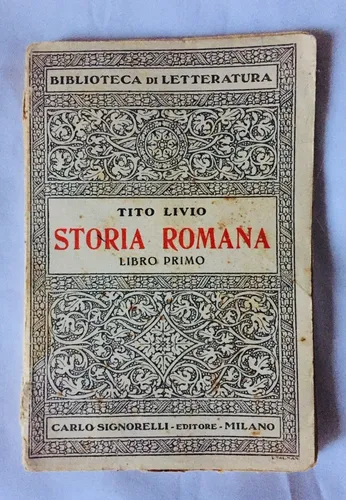 BIBLIOTECA DI LETTERATURA
TITO LIVIO
STORIA ROMANA
LIBRO PRIMO
CARLO SIGNORELLI - EDITORE - MILANO